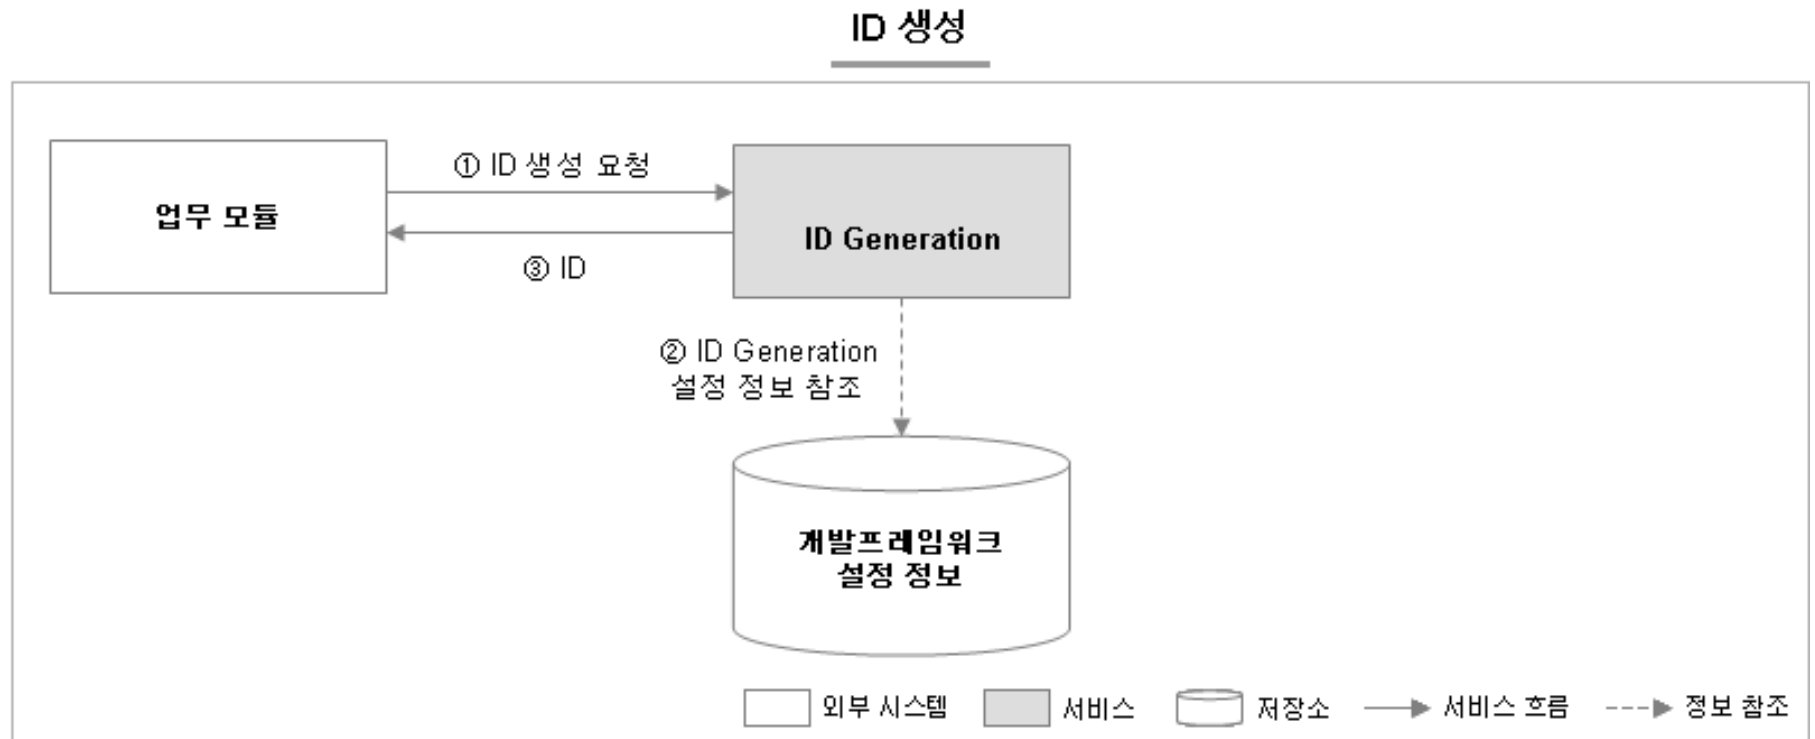 ID 생성
① ID 생성 요청
업무 모듈
ID Generation
③ ID
② ID Generation
설정 정보 참조
개발프레임워크
설정 정보
외부 시스템
서비스
저장소
서비스 흐름
정보 참조